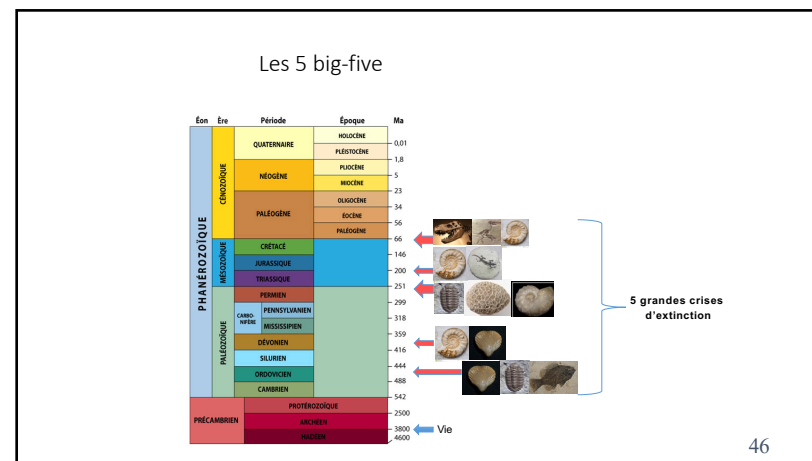 Les 5 big-five
Éon Ère Période Époque Ma
PHANÉROZOÏQUE
CÉNOZOÏQUE
QUATERNAIRE
HOLOCÈNE
0,01
PLÉISTOCÈNE
1,8
NÉOGÈNE
PLIOCÈNE
5
MIOCÈNE
23
PALÉOGÈNE
OLIGOCÈNE
34
ÉOCÈNE
56
PALÉOGÈNE
66
MÉSOZOÏQUE
CRÉTACÉ
146
JURASSIQUE
200
TRIASSIQUE
251
PALÉOZOÏQUE
PERMIEN
299
CARBO-
NIFÈRE
PENNSYLVANIEN
318
MISSISSIPIEN
359
DÉVONIEN
416
SILURIEN
444
ORDOVICIEN
488
CAMBRIEN
542
PRÉCAMBRIEN
PROTÉROZOÏQUE
2500
ARCHÉEN
3800
Vie
HADÉEN
4600
5 grandes crises
d'extinction
46